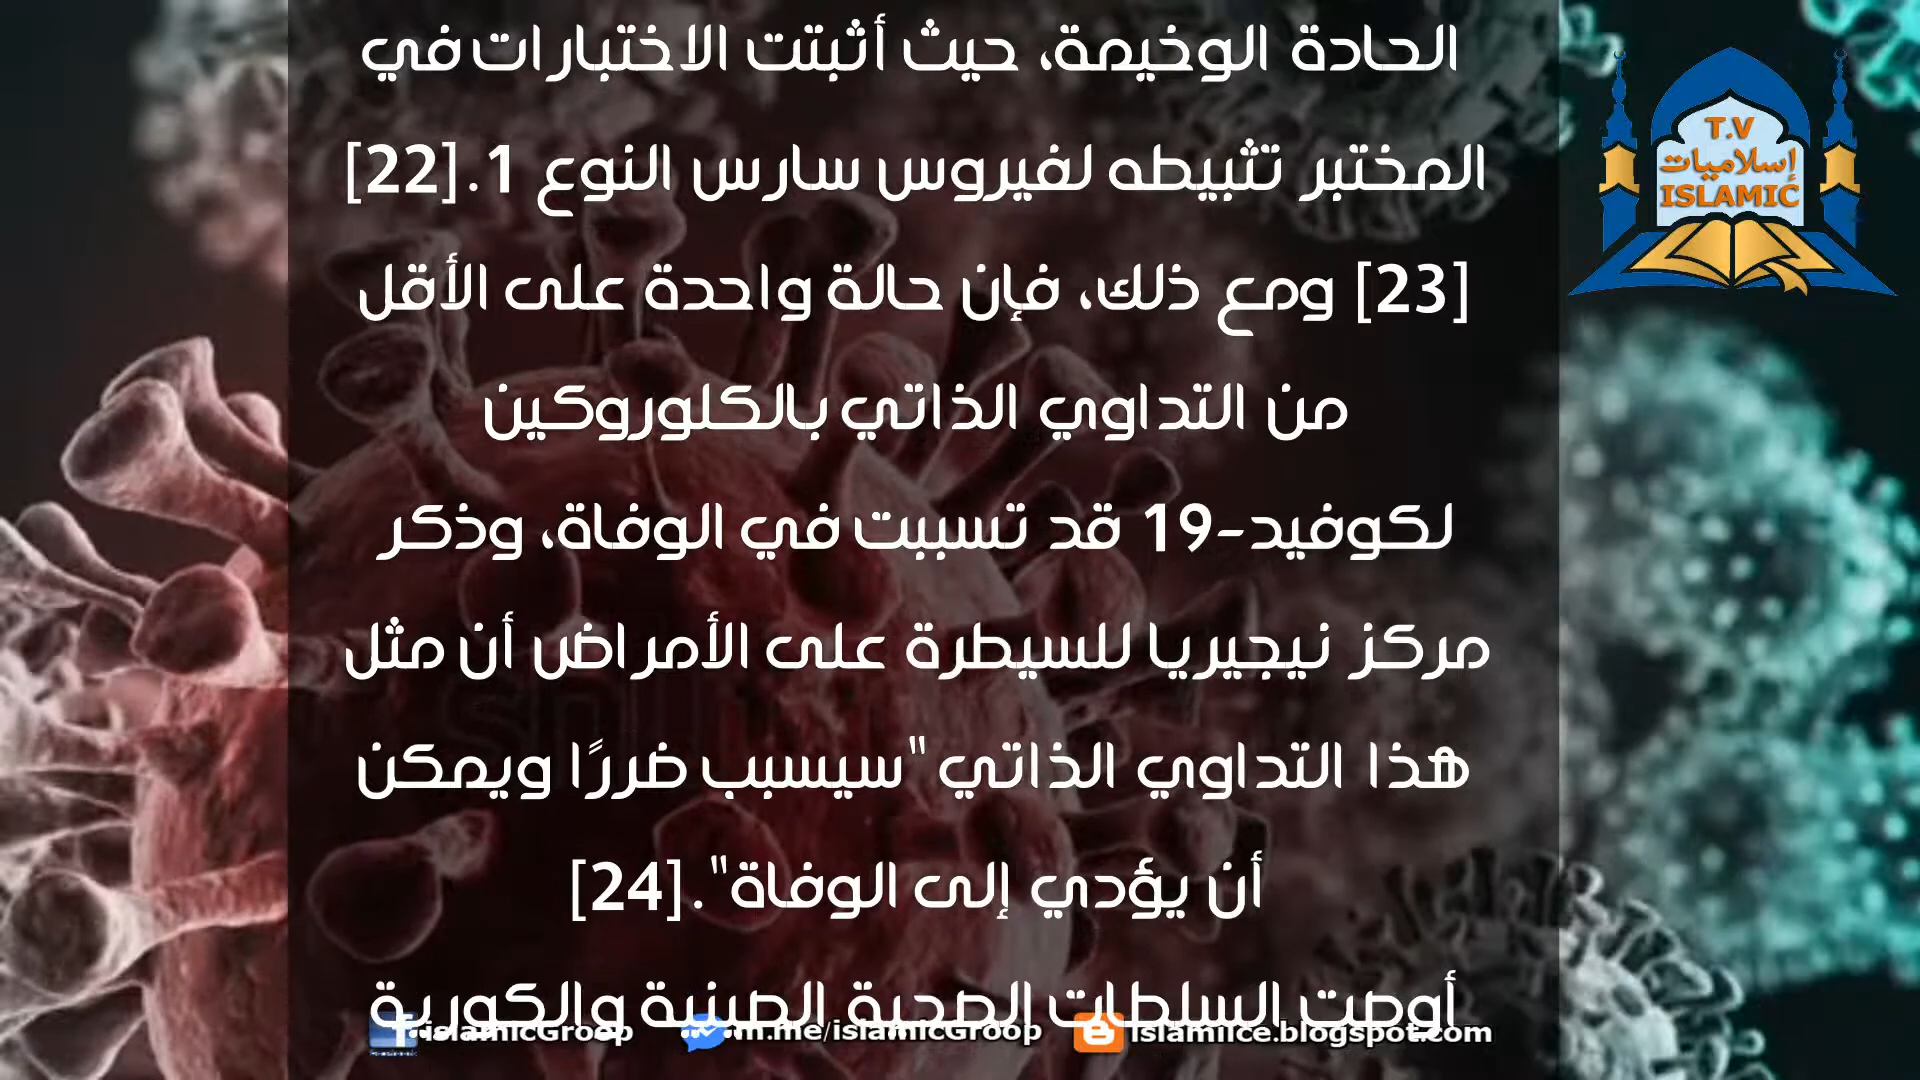 الحادة الوخيمة، حيث أثبتت الاختبارات في
المختبر تثبيطه لفيروس سارس النوع 1.[22]
[23] ومع ذلك، فإن حالة واحدة على الأقل
من التداوي الذاتي بالكلوروكين
لكوفيد-19 قد تسببت في الوفاة، وذكر
مركز نيجيريا للسيطرة على الأمراض أن مثل
هذا التداوي الذاتي "سيسبب ضررًا ويمكن
أن يؤدي إلى الوفاة".[24]
أوصت السلطات الصحية الصينية والكورية
T.V
إسلاميات
ISLAMIC
islamicGroop
m.me/islamicGroop
islamiIce.blogspot.com